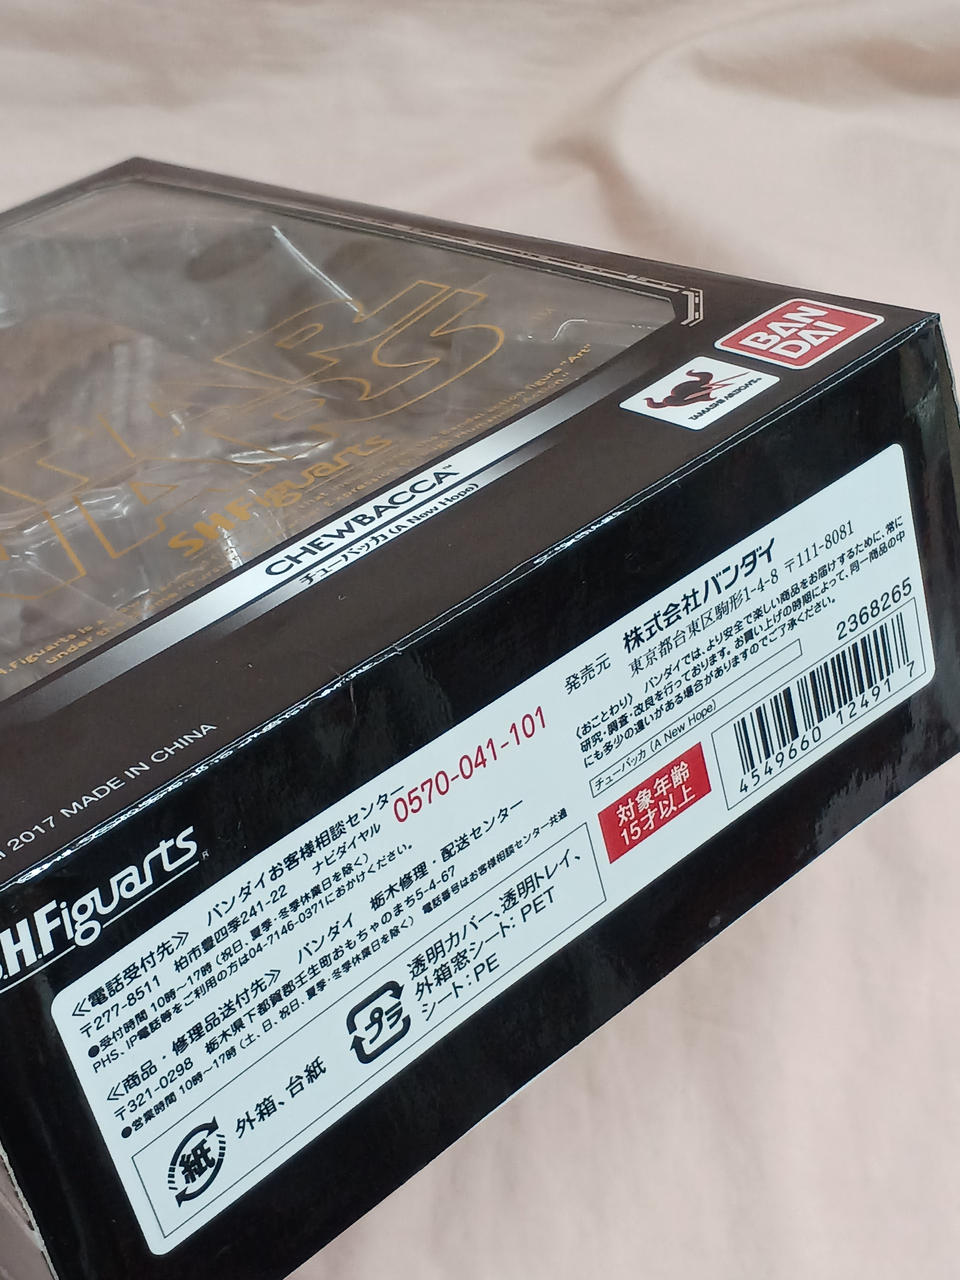 BAN
DAI
TAMASHII NATIONS
STAR
WARS
S.H.Figuarts
CHEWBACCA™
チューバッカ (A New Hope)
2017 MADE IN CHINA
S.H.Figuarts
《電話受付先》 バンダイお客様相談センター
〒277-8511 柏市豊四季241-22 ナビダイヤル 0570-041-101
●受付時間 10時～17時 (祝日、夏季・冬季休業日を除く)
PHS、IP電話等をご利用の方は04-7146-0371におかけください。
《商品・修理品送付先》 バンダイ 栃木修理・配送センター
〒321-0298 栃木県下都賀郡壬生町おもちゃのまち5-4-67
●営業時間 10時～17時 (土、日、祝日、夏季・冬季休業日を除く) 電話番号はお客様相談センター共通
紙
外箱、台紙
プラ
透明カバー、透明トレイ、
外箱窓シート: PET
シート: PE
発売元 株式会社バンダイ
東京都台東区駒形1-4-8 〒111-8081
(おことわり) バンダイでは、より安全で楽しい商品をお届けするために、常に
研究・調査・改良を行っております。お買い上げの時期によって、同一商品の中
にも多少の違いがある場合がありますのでご了承ください。
チューバッカ (A New Hope)
2368265
対象年齢
15才以上
4549660 124917